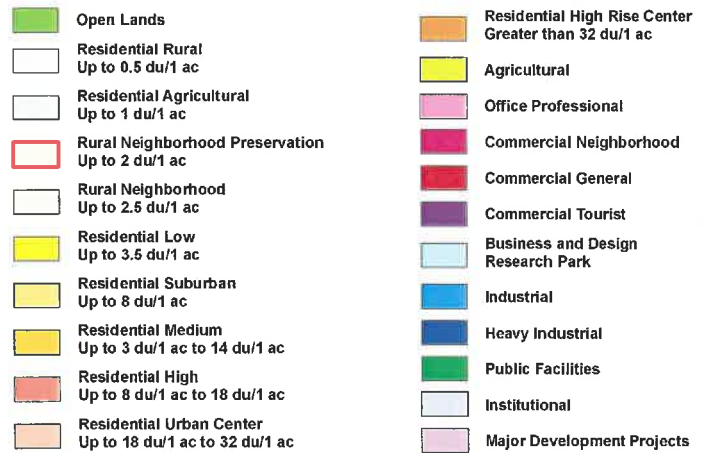 Open Lands
Residential Rural
Up to 0.5 du/1 ac
Residential Agricultural
Up to 1 du/1 ac
Rural Neighborhood Preservation
Up to 2 du/1 ac
Rural Neighborhood
Up to 2.5 du/1 ac
Residential Low
Up to 3.5 du/1 ac
Residential Suburban
Up to 8 du/1 ac
Residential Medium
Up to 3 du/1 ac to 14 du/1 ac
Residential High
Up to 8 du/1 ac to 18 du/1 ac
Residential Urban Center
Up to 18 du/1 ac to 32 du/1 ac
Residential High Rise Center
Greater than 32 du/1 ac
Agricultural
Office Professional
Commercial Neighborhood
Commercial General
Commercial Tourist
Business and Design
Research Park
Industrial
Heavy Industrial
Public Facilities
Institutional
Major Development Projects